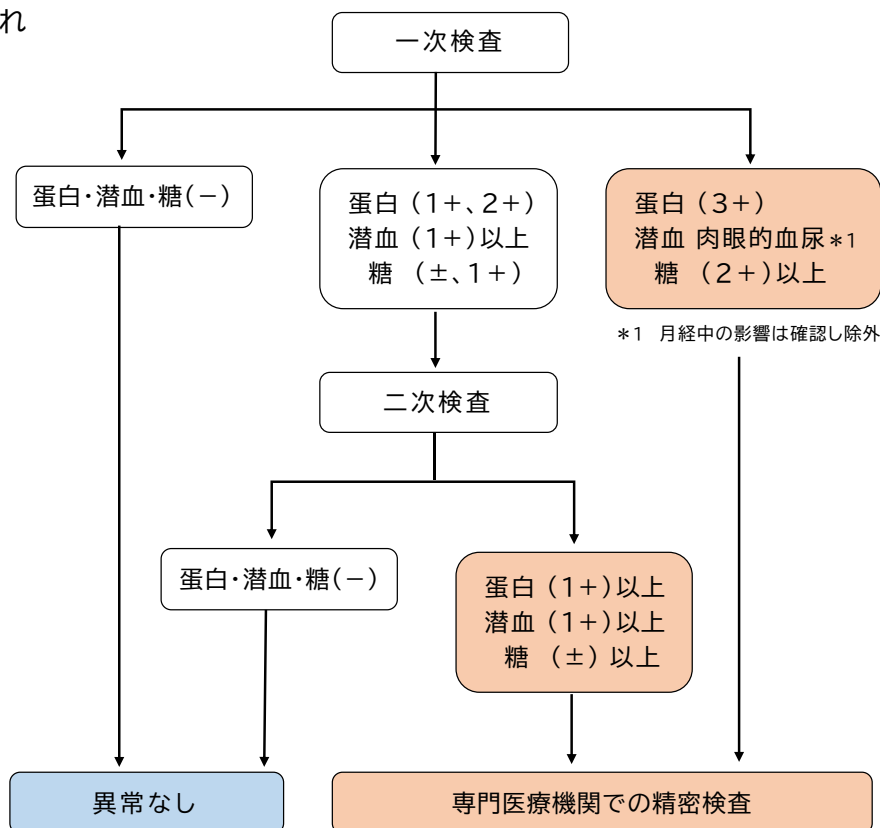 れ
一次検査
蛋白・潜血・糖(－)
蛋白 (1+、2+)
潜血 (1+)以上
糖 (±、1+)
蛋白 (3+)
潜血 肉眼的血尿*1
糖 (2+)以上
*1 月経中の影響は確認し除外
二次検査
蛋白・潜血・糖(－)
蛋白 (1+)以上
潜血 (1+)以上
糖 (±) 以上
異常なし
専門医療機関での精密検査